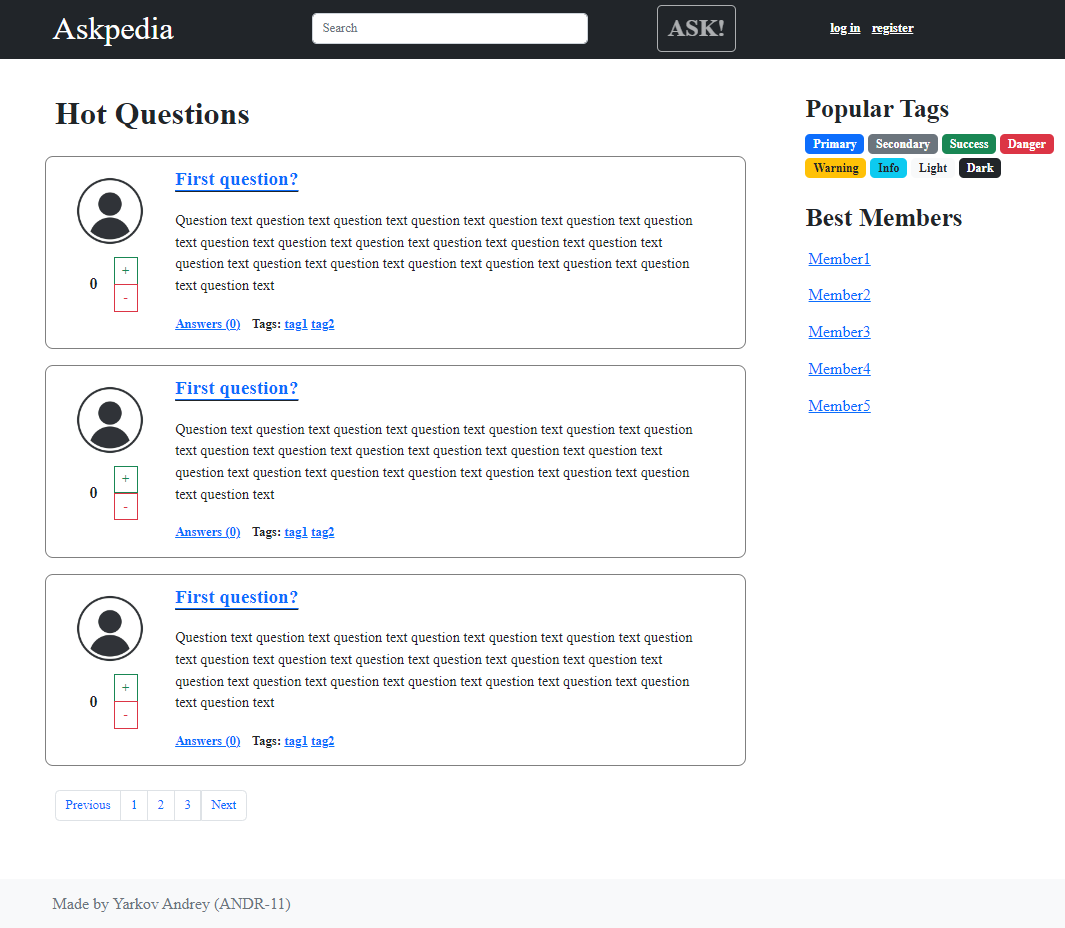 Askpedia
Search
ASK!
log in register
Hot Questions
First question?
Question text question text question text question text question text question text question
text question text question text question text question text question text question text
question text question text question text question text question text question text question
text question text
0
+
-
Answers (0) Tags: tag1 tag2
First question?
Question text question text question text question text question text question text question
text question text question text question text question text question text question text
question text question text question text question text question text question text question
text question text
0
+
-
Answers (0) Tags: tag1 tag2
First question?
Question text question text question text question text question text question text question
text question text question text question text question text question text question text
question text question text question text question text question text question text question
text question text
0
+
-
Answers (0) Tags: tag1 tag2
Previous 1 2 3 Next
Popular Tags
Primary Secondary Success Danger
Warning Info Light Dark
Best Members
Member1
Member2
Member3
Member4
Member5
Made by Yarkov Andrey (ANDR-11)